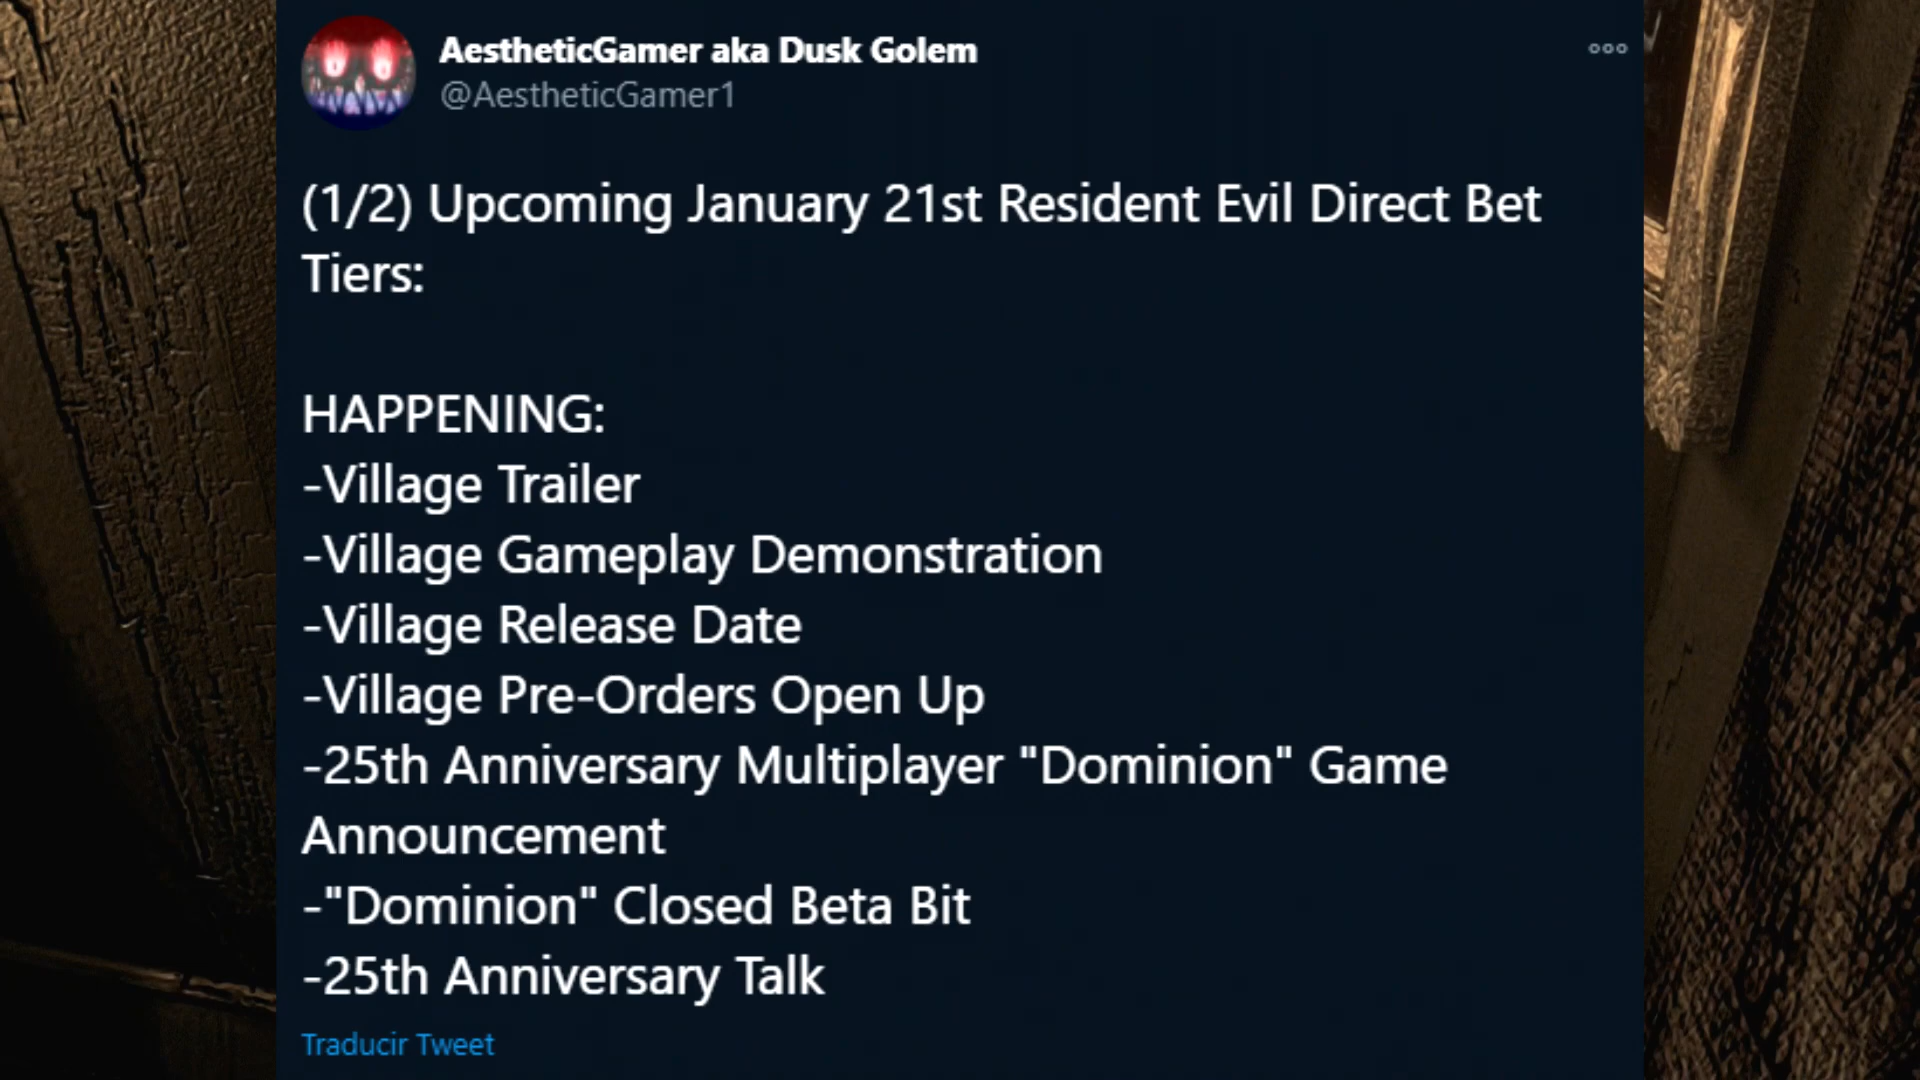 AestheticGamer aka Dusk Golem
@AestheticGamer1
(1/2) Upcoming January 21st Resident Evil Direct Bet
Tiers:
HAPPENING:
-Village Trailer
-Village Gameplay Demonstration
-Village Release Date
-Village Pre-Orders Open Up
-25th Anniversary Multiplayer "Dominion" Game
Announcement
-"Dominion" Closed Beta Bit
-25th Anniversary Talk
Traducir Tweet